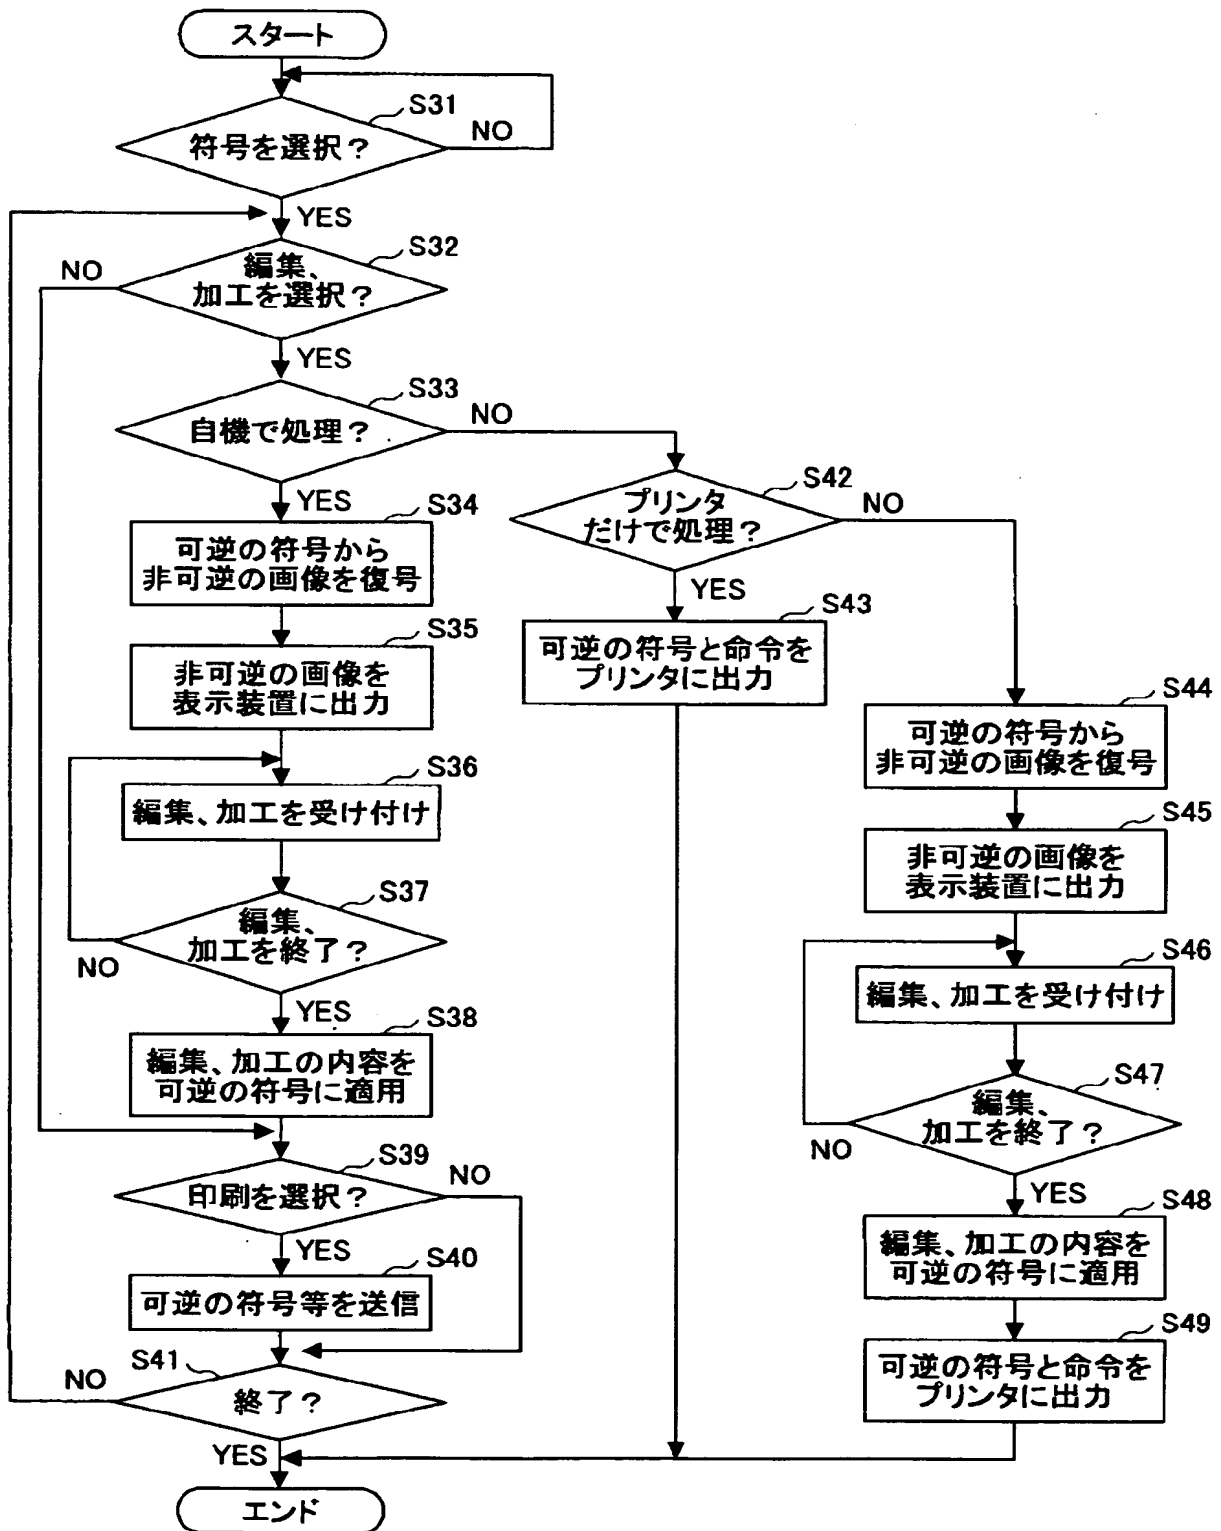 スタート
S31
符号を選択？
NO
YES
S32
編集、
加工を選択？
NO
YES
S33
自機で処理？
NO
YES
S34
可逆の符号から
非可逆の画像を復号
S35
非可逆の画像を
表示装置に出力
S36
編集、加工を受け付け
S37
編集、
加工を終了？
NO
YES
S38
編集、加工の内容を
可逆の符号に適用
S39
印刷を選択？
NO
YES
S40
可逆の符号等を送信
S41
終了？
NO
YES
エンド
S42
プリンタ
だけで処理？
NO
YES
S43
可逆の符号と命令を
プリンタに出力
S44
可逆の符号から
非可逆の画像を復号
S45
非可逆の画像を
表示装置に出力
S46
編集、加工を受け付け
S47
編集、
加工を終了？
NO
YES
S48
編集、加工の内容を
可逆の符号に適用
S49
可逆の符号と命令を
プリンタに出力